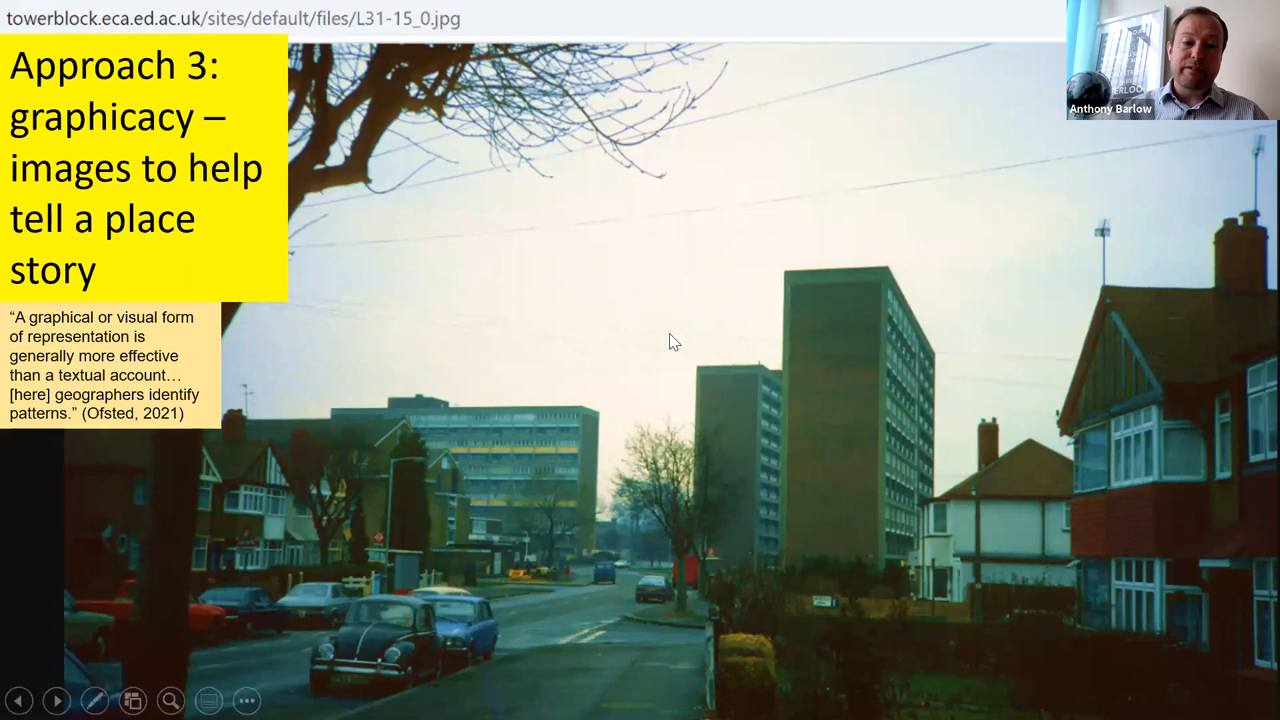 towerblock.eca.ed.ac.uk/sites/default/files/L31-15_0.jpg
Approach 3:
graphicacy –
images to help
tell a place
story
“A graphical or visual form
of representation is
generally more effective
than a textual account…
[here] geographers identify
patterns.” (Ofsted, 2021)
Anthony Barlow